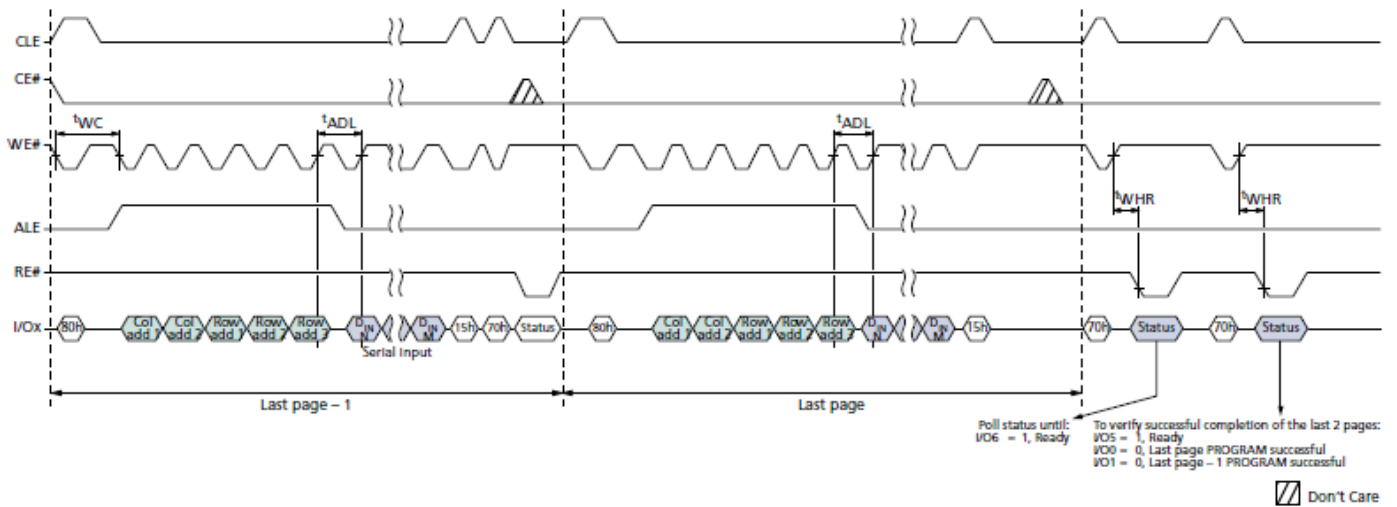 CLE
CE#
tWC
tADL
tADL
WE#
tWHR
tWHR
ALE
RE#
I/Ox
80h
Col add 1
Col add 2
Row add 1
Row add 2
Row add 3
DIN N
DIN M
15h
70h
Status
80h
Col add 1
Col add 2
Row add 1
Row add 2
Row add 3
DIN N
DIN M
15h
70h
Status
70h
Status
Serial input
Last page – 1
Last page
Poll status until:
I/O6 = 1, Ready
To verify successful completion of the last 2 pages:
I/O5 = 1, Ready
I/O0 = 0, Last page PROGRAM successful
I/O1 = 0, Last page – 1 PROGRAM successful
Don't Care